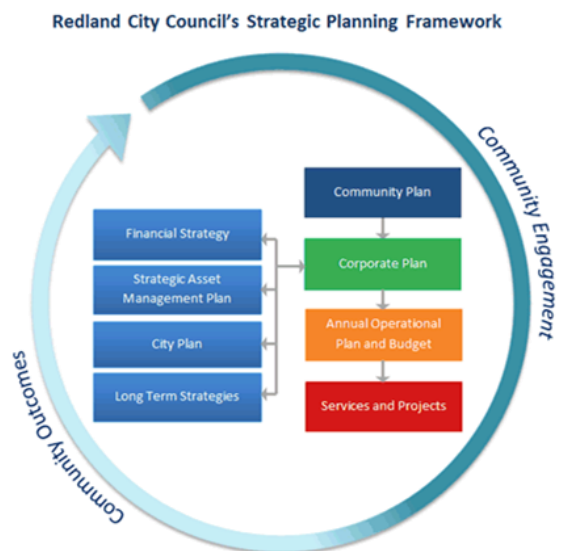 Redland City Council's Strategic Planning Framework
Community Engagement
Community Plan
Financial Strategy
Corporate Plan
Strategic Asset
Management Plan
Annual Operational
Plan and Budget
City Plan
Long Term Strategies
Services and Projects
Community Outcomes